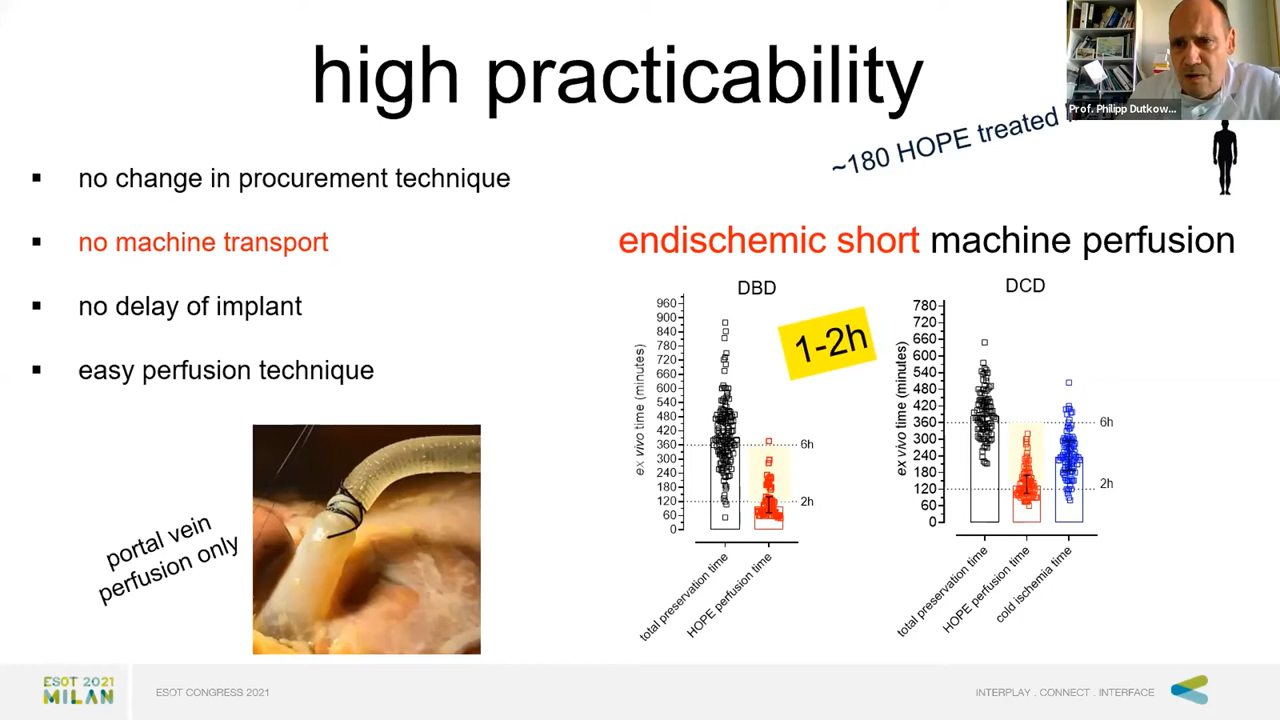 high practicability
Prof. Philipp Dutkow...
~180 HOPE treated
▪ no change in procurement technique
▪ no machine transport
▪ no delay of implant
▪ easy perfusion technique
portal vein
perfusion only
endischemic short machine perfusion
DBD
1-2h
ex vivo time (minutes)
960
900
840
780
720
660
600
540
480
420
360
300
240
180
120
60
0
6h
2h
total preservation time
HOPE perfusion time
DCD
ex vivo time (minutes)
780
720
660
600
540
480
420
360
300
240
180
120
60
0
6h
2h
total preservation time
HOPE perfusion time
cold ischemia time
ESOT 2021
MILAN
ESOT CONGRESS 2021
INTERPLAY . CONNECT . INTERFACE